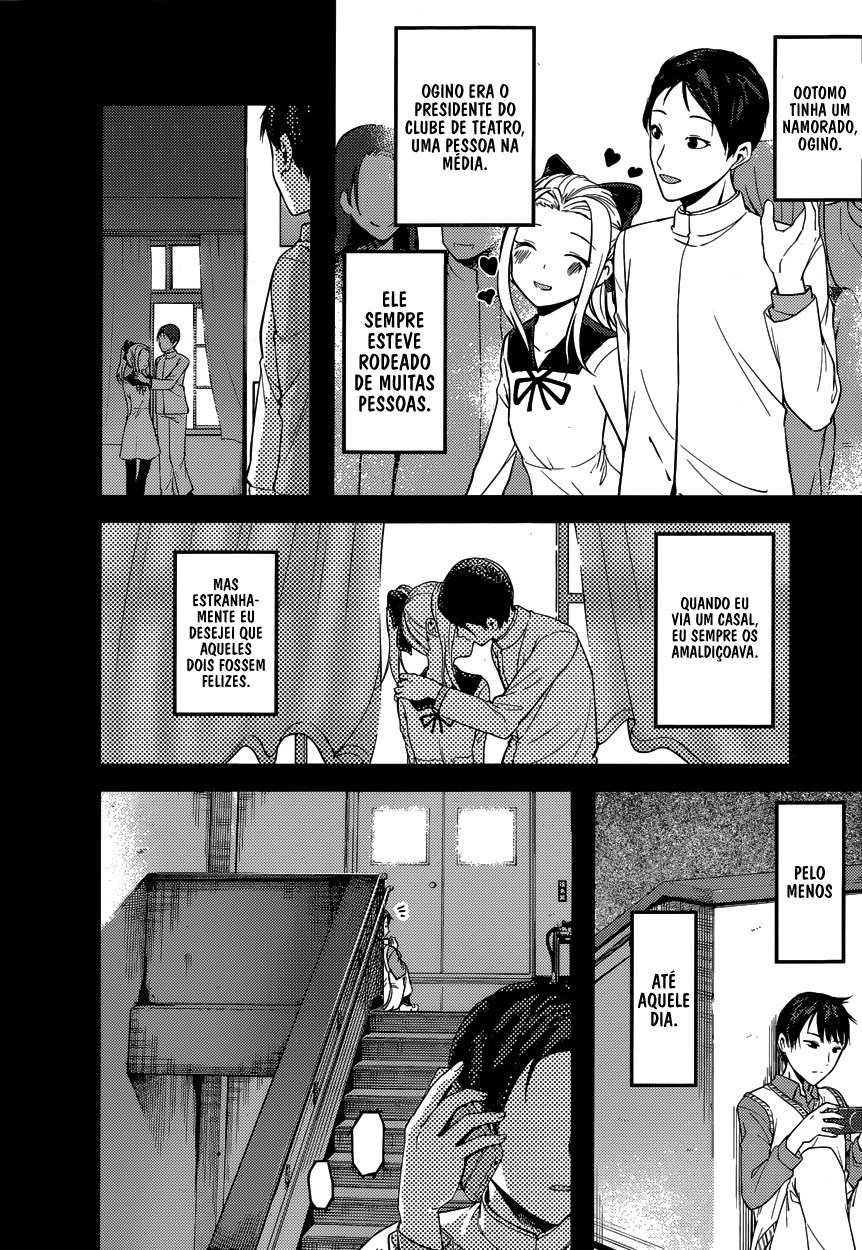 OOTOMO
TINHA UM
NAMORADO,
OGINO.
OGINO ERA O
PRESIDENTE DO
CLUBE DE TEATRO,
UMA PESSOA NA
MÉDIA.
ELE
SEMPRE
ESTEVE
RODEADO
DE MUITAS
PESSOAS.
QUANDO EU
VIA UM CASAL,
EU SEMPRE OS
AMALDIÇOAVA.
MAS
ESTRANHA-
MENTE EU
DESEJEI QUE
AQUELES
DOIS FOSSEM
FELIZES.
PELO
MENOS
ATÉ
AQUELE
DIA.